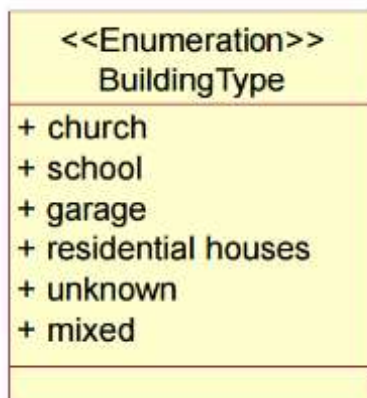 <<Enumeration>>
BuildingType
+ church
+ school
+ garage
+ residential houses
+ unknown
+ mixed